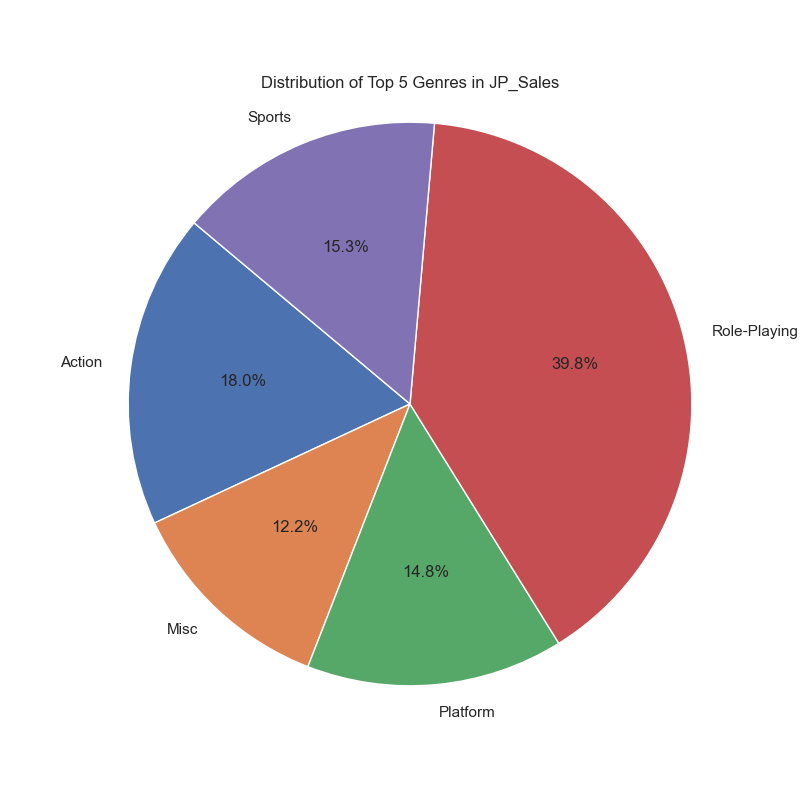 Distribution of Top 5 Genres in JP_Sales
Sports
15.3%
Role-Playing
39.8%
Action
18.0%
12.2%
Misc
14.8%
Platform